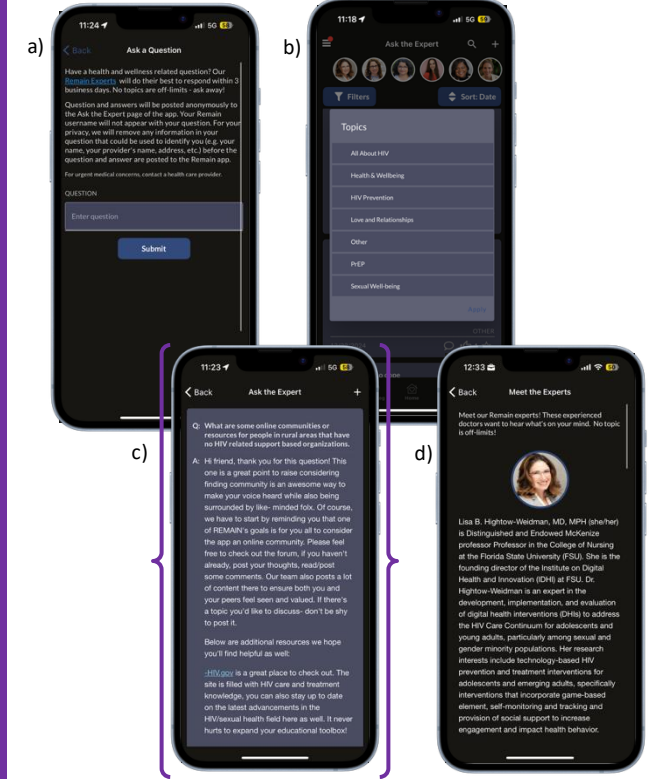 a)
11:24
5G 58
Back
Ask a Question
Have a health and wellness related question? Our
Remain Experts will do their best to respond within 3
business days. No topics are off-limits - ask away!
Question and answers will be posted anonymously to
the Ask the Expert page of the app. Your Remain
username will not appear with your question. For your
privacy, we will remove any information in your
question that could be used to identify you (e.g. your
name, your provider's name, address, etc.) before the
question and answer are posted to the Remain app.
For urgent medical concerns, contact a health care provider.
QUESTION
Enter question
Submit
b)
11:18
5G
Ask the Expert
Filters
Sort: Date
Topics
All About HIV
Health & Wellbeing
HIV Prevention
Love and Relationships
Other
PrEP
Sexual Well-being
OTHER
c)
11:23
5G
Back
Ask the Expert
Q: What are some online communities or
resources for people in rural areas that have
no HIV related support based organizations.
A: Hi friend, thank you for this question! This
one is a great point to raise considering
finding community is an awesome way to
make your voice heard while also being
surrounded by like- minded folx. Of course,
we have to start by reminding you that one
of REMAIN's goals is for you all to consider
the app an online community. Please feel
free to check out the forum, if you haven't
already, post your thoughts, read/post
some comments. Our team also posts a lot
of content there to ensure both you and
your peers feel seen and valued. If there's
a topic you'd like to discuss- don't be shy
to post it.
Below are additional resources we hope
you'll find helpful as well:
-HIV.gov is a great place to check out. The
site is filled with HIV care and treatment
knowledge, you can also stay up to date
on the latest advancements in the
HIV/sexual health field here as well. It never
hurts to expand your educational toolbox!
d)
12:33
Back
Meet the Experts
Meet our Remain experts! These experienced
doctors want to hear what's on your mind. No topic
is off-limits!
Lisa B. Hightow-Weidman, MD, MPH (she/her)
is Distinguished and Endowed McKenize
professor Professor in the College of Nursing
at the Florida State University (FSU). She is the
founding director of the Institute on Digital
Health and Innovation (IDHI) at FSU. Dr.
Hightow-Weidman is an expert in the
development, implementation, and evaluation
of digital health interventions (DHIs) to address
the HIV Care Continuum for adolescents and
young adults, particularly among sexual and
gender minority populations. Her research
interests include technology-based HIV
prevention and treatment interventions for
adolescents and emerging adults, specifically
interventions that incorporate game-based
element, self-monitoring and tracking and
provision of social support to increase
engagement and impact health behavior.